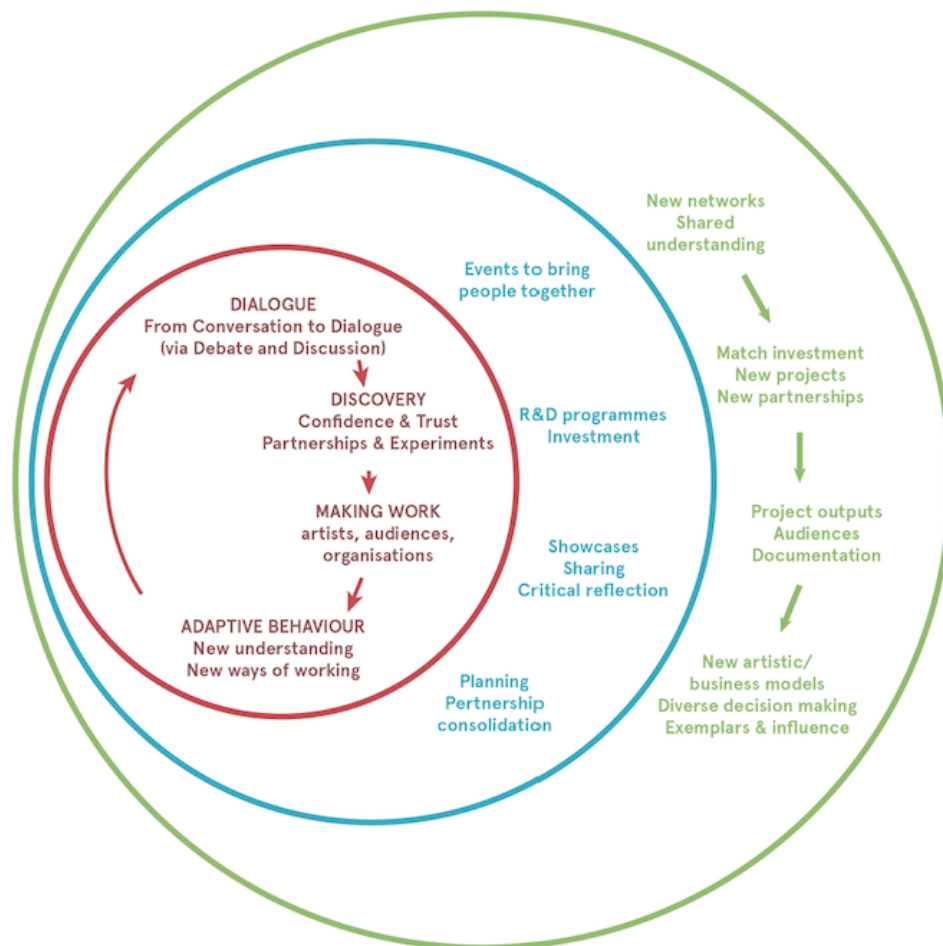 DIALOGUE
From Conversation to Dialogue
(via Debate and Discussion)
DISCOVERY
Confidence & Trust
Partnerships & Experiments
MAKING WORK
artists, audiences,
organisations
ADAPTIVE BEHAVIOUR
New understanding
New ways of working
Events to bring
people together
R&D programmes
Investment
Showcases
Sharing
Critical reflection
Planning
Pertnership
consolidation
New networks
Shared
understanding
Match investment
New projects
New partnerships
Project outputs
Audiences
Documentation
New artistic/
business models
Diverse decision making
Exemplars & influence